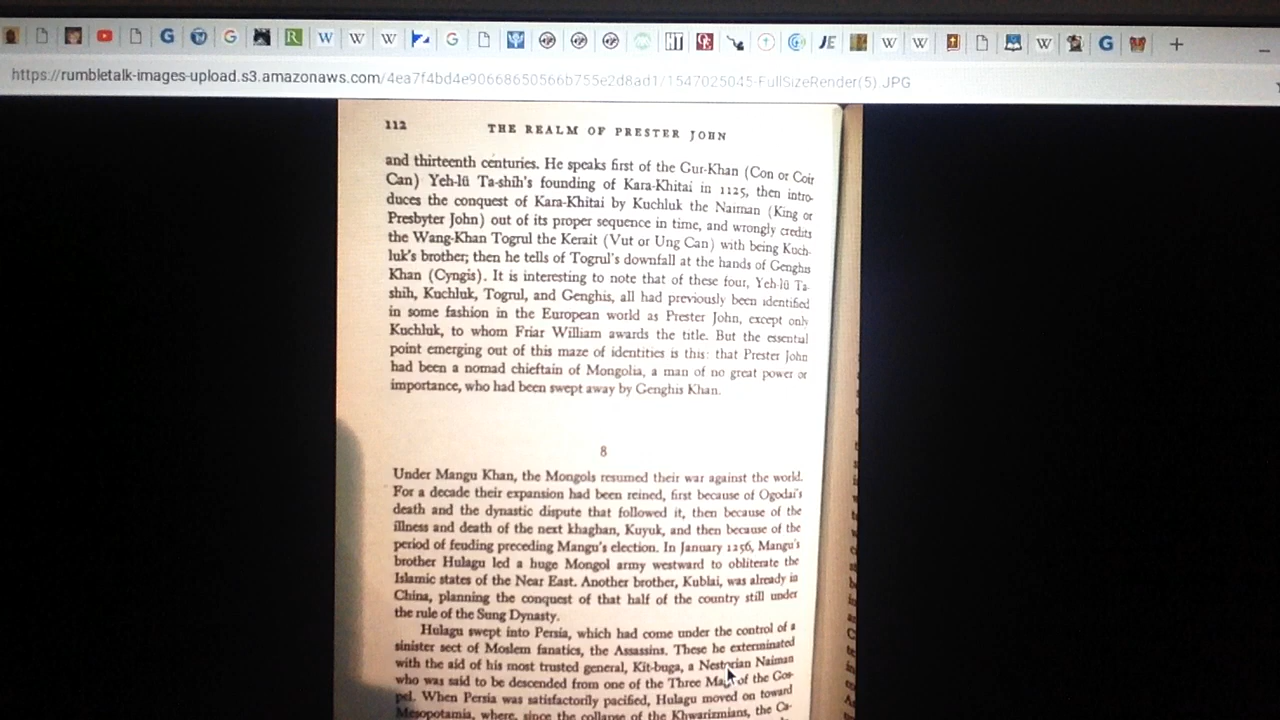 https://rumbletalk-images-upload.s3.amazonaws.com/4ea7f4bd4e90668650566b755e2d8ad1/1547025045-FullSizeRender(5).JPG
112 THE REALM OF PRESTER JOHN
and thirteenth centuries. He speaks first of the Gur-Khan (Con or Coir
Can) Yeh-lü Ta-shih's founding of Kara-Khitai in 1125, then intro-
duces the conquest of Kara-Khitai by Kuchluk the Naiman (King or
Presbyter John) out of its proper sequence in time, and wrongly credits
the Wang-Khan Togrul the Kerait (Vut or Ung Can) with being Kuch-
luk's brother; then he tells of Togrul's downfall at the hands of Genghis
Khan (Cyngis). It is interesting to note that of these four, Yeh-lü Ta-
shih, Kuchluk, Togrul, and Genghis, all had previously been identified
in some fashion in the European world as Prester John, except only
Kuchluk, to whom Friar William awards the title. But the essential
point emerging out of this maze of identities is this: that Prester John
had been a nomad chieftain of Mongolia, a man of no great power or
importance, who had been swept away by Genghis Khan.
8
Under Mangu Khan, the Mongols resumed their war against the world.
For a decade their expansion had been reined, first because of Ogodai's
death and the dynastic dispute that followed it, then because of the
illness and death of the next khaghan, Kuyuk, and then because of the
period of feuding preceding Mangu's election. In January 1256, Mangu's
brother Hulagu led a huge Mongol army westward to obliterate the
Islamic states of the Near East. Another brother, Kublai, was already in
China, planning the conquest of that half of the country still under
the rule of the Sung Dynasty.
Hulagu swept into Persia, which had come under the control of a
sinister sect of Moslem fanatics, the Assassins. These he exterminated
with the aid of his most trusted general, Kit-buga, a Nestorian Naiman
who was said to be descended from one of the Three Magi of the Gos-
pel. When Persia was satisfactorily pacified, Hulagu moved on toward
Mesopotamia, where, since the collapse of the Khwarizmians, the Ca-